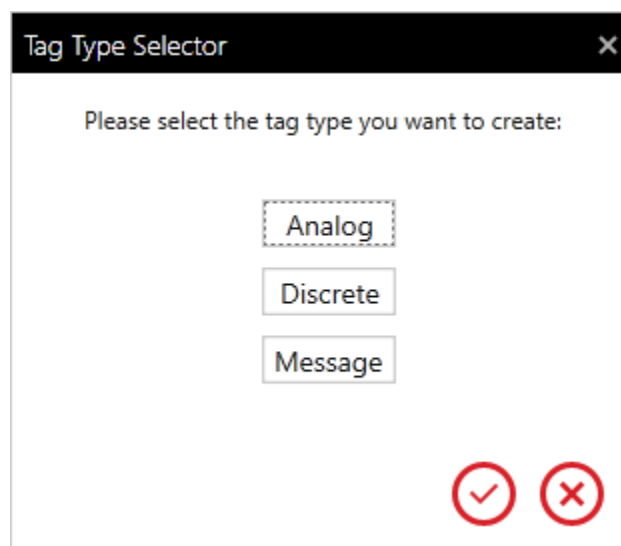 Tag Type Selector
Please select the tag type you want to create:
Analog
Discrete
Message